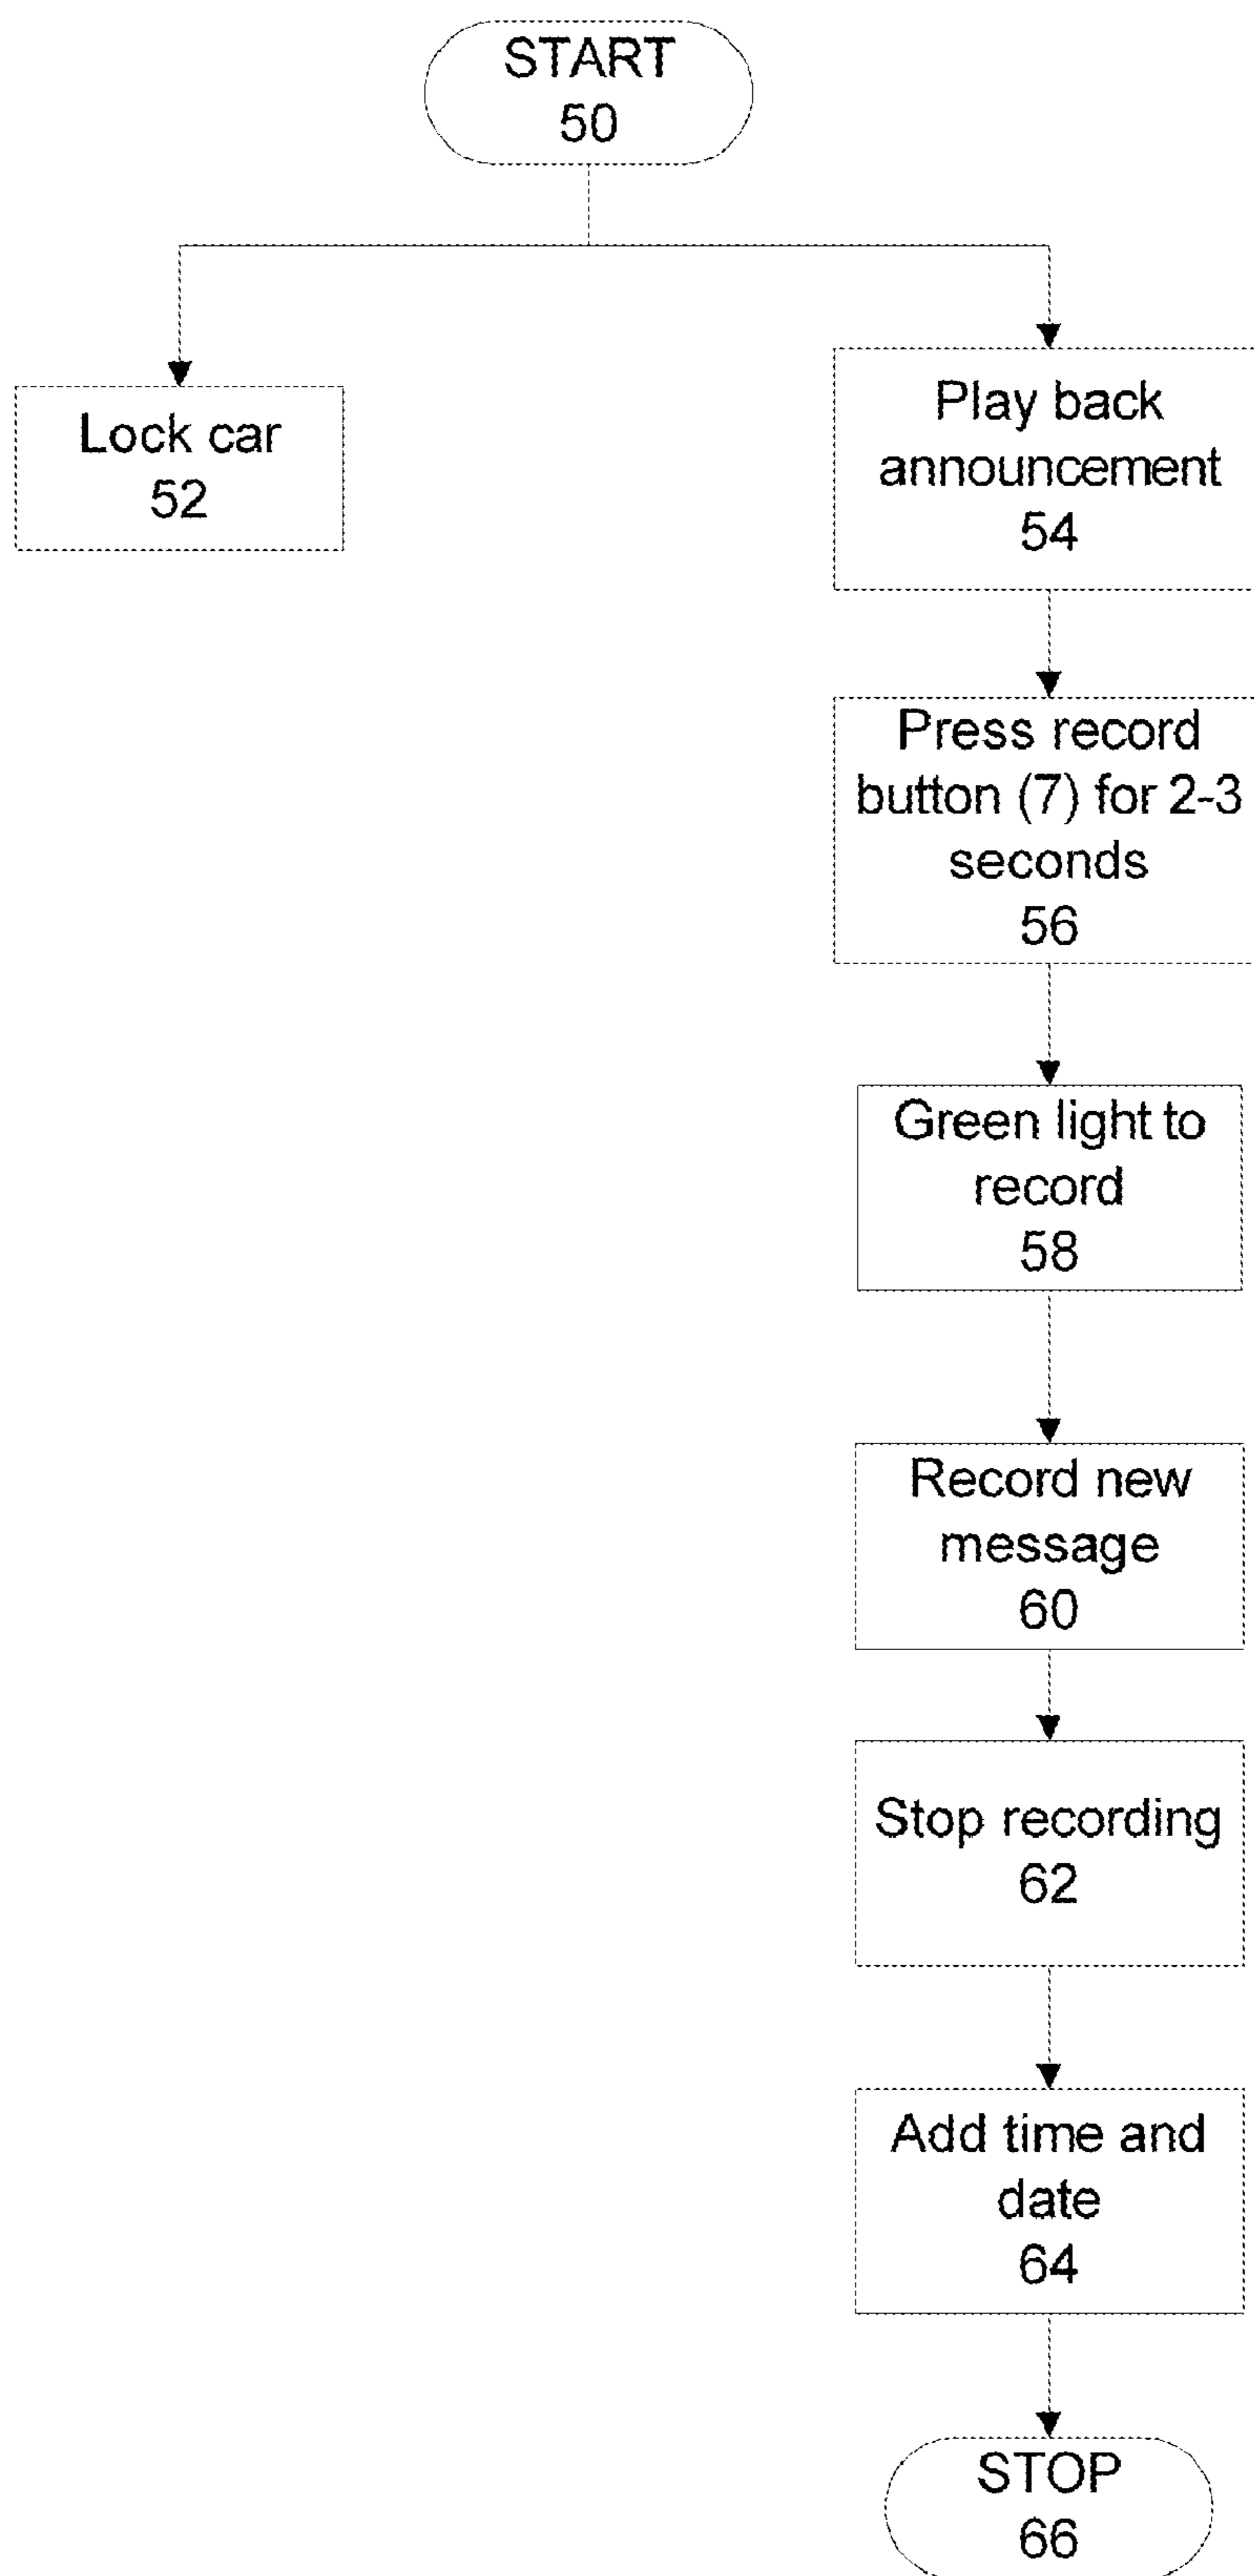 START
50
Lock car
52
Play back
announcement
54
Press record
button (7) for 2-3
seconds
56
Green light to
record
58
Record new
message
60
Stop recording
62
Add time and
date
64
STOP
66